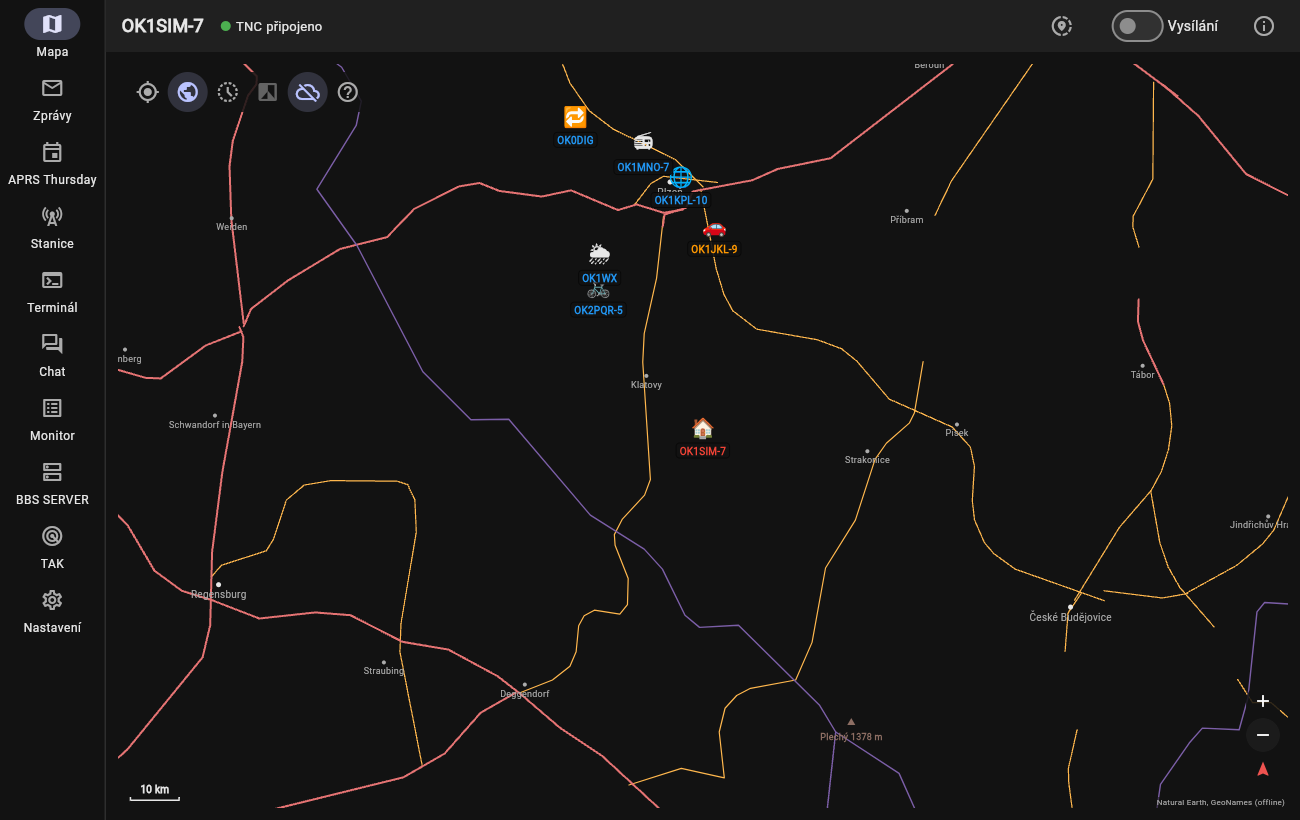 OK1SIM-7
TNC připojeno
Vysílání
Mapa
Zprávy
APRS Thursday
Stanice
Terminál
Chat
Monitor
BBS SERVER
TAK
Nastavení
Beroun
OK0DIG
OK1MNO-7
Plzeň
OK1KPL-10
Příbram
Weiden
OK1JKL-9
OK1WX
OK2PQR-5
nberg
Klatovy
Tábor
Schwandorf in Bayern
OK1SIM-7
Písek
Strakonice
Jindřichův Hra
Regensburg
České Budějovice
Straubing
Deggendorf
Plechý 1378 m
10 km
Natural Earth, GeoNames (offline)